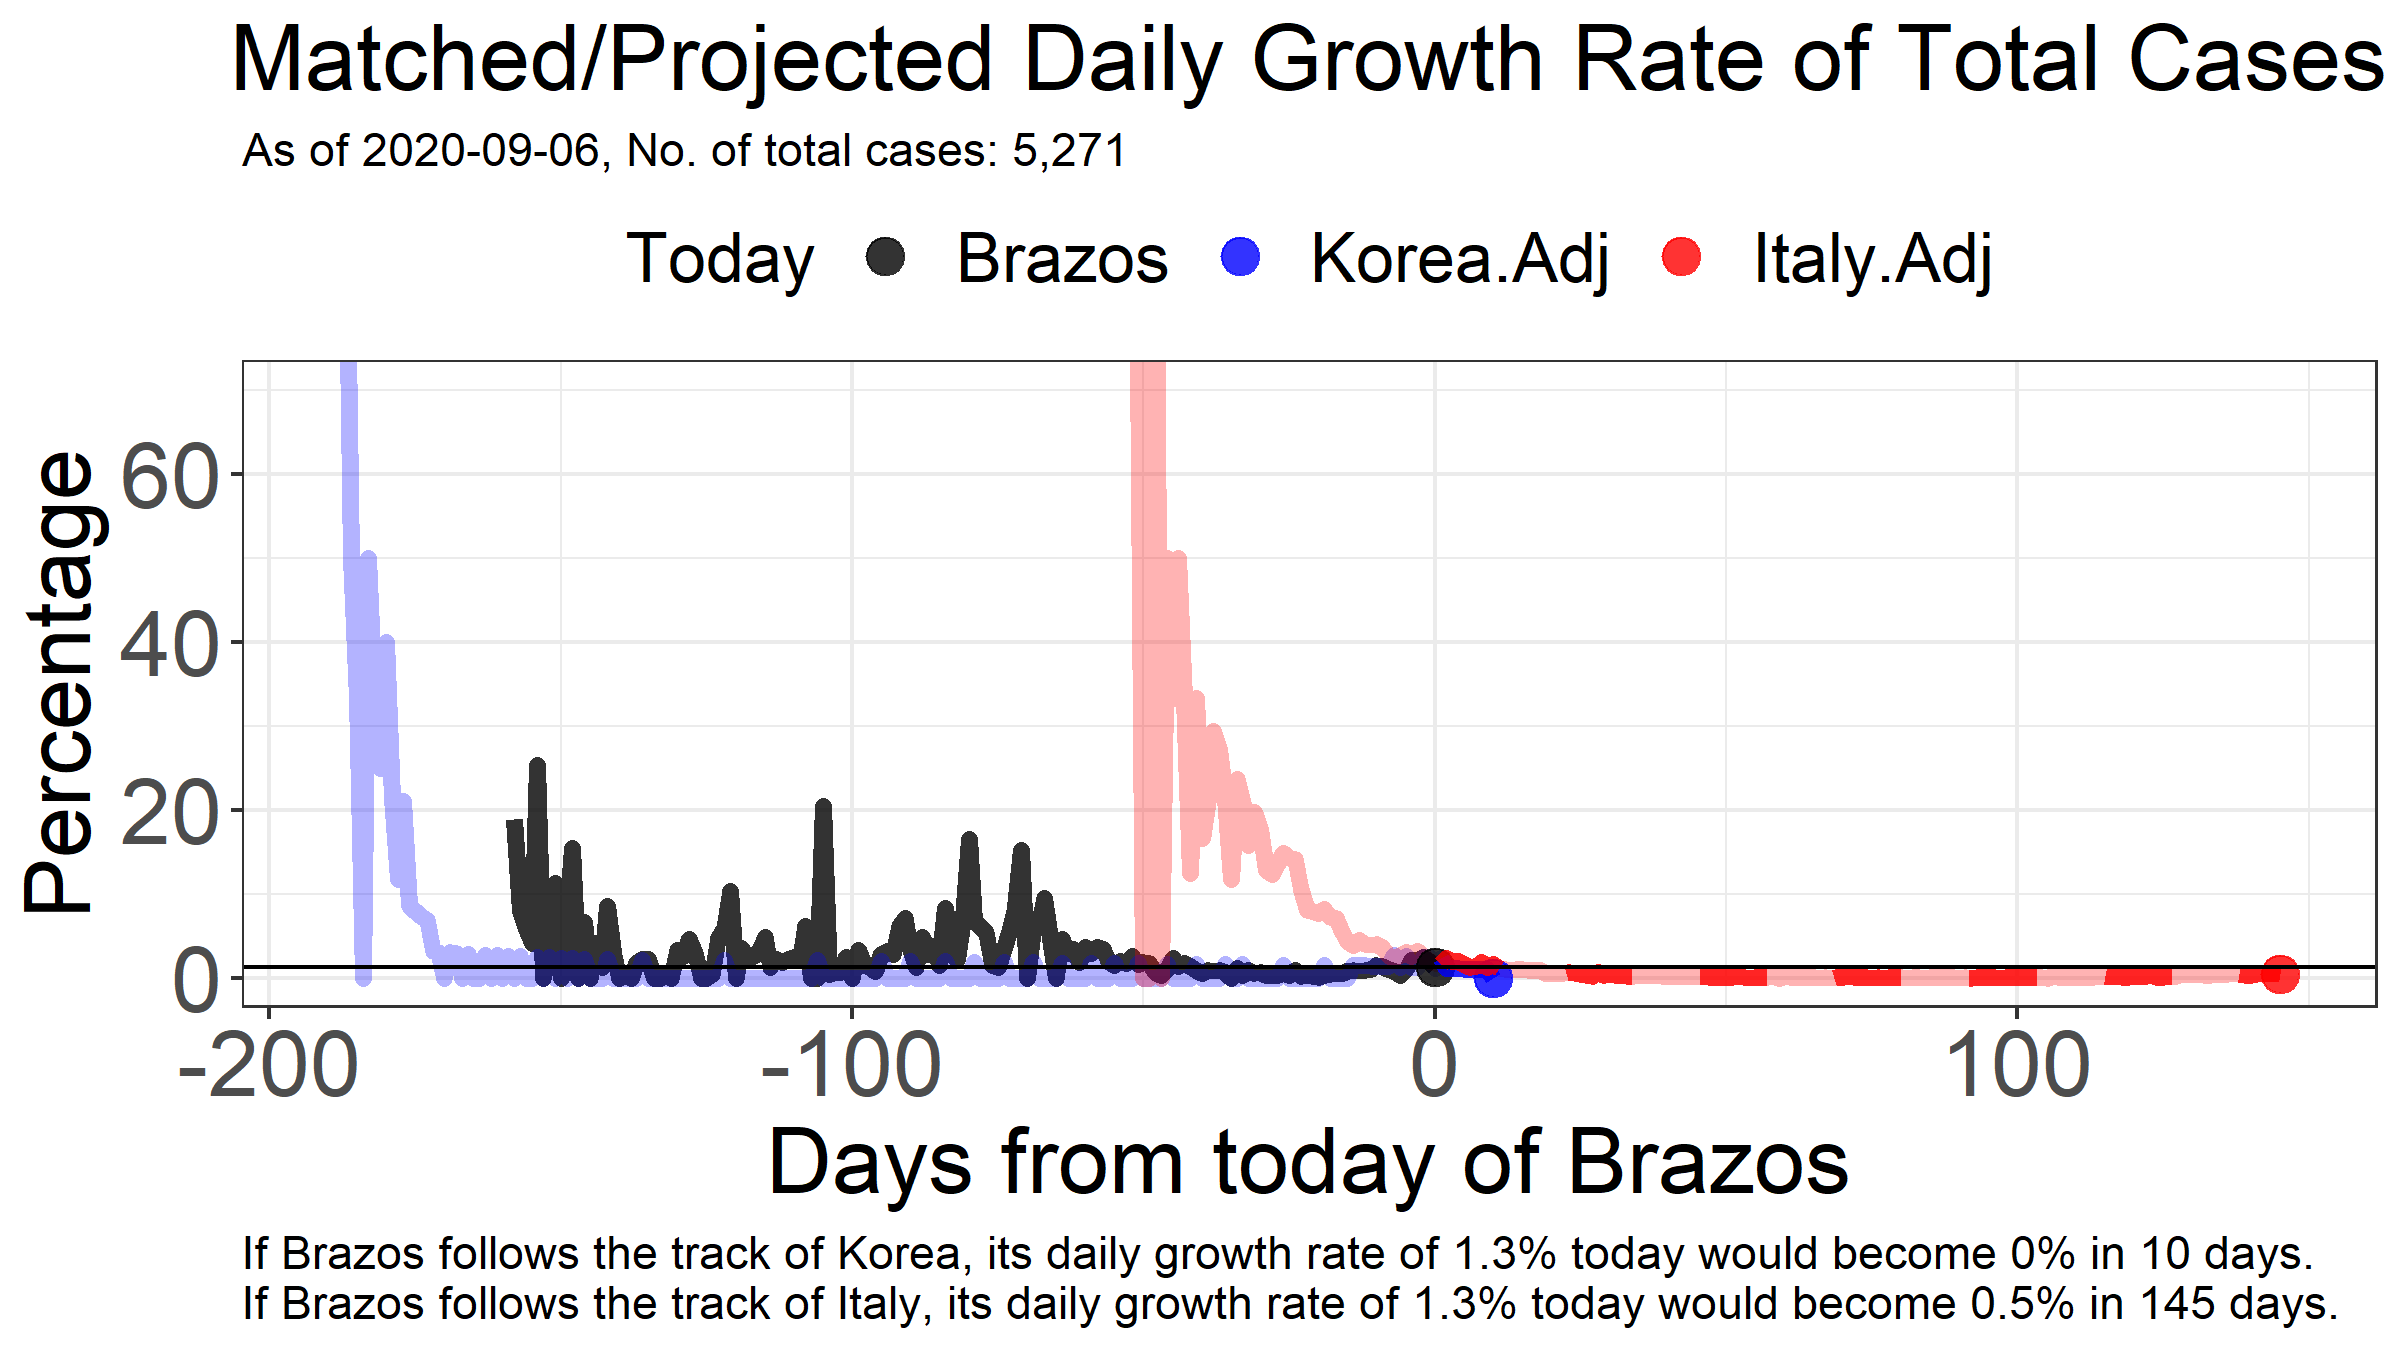 Matched/Projected Daily Growth Rate of Total Cases
As of 2020-09-06, No. of total cases: 5,271
Today Brazos Korea.Adj Italy.Adj
Percentage
60
40
20
0
-200 -100 0 100
Days from today of Brazos
If Brazos follows the track of Korea, its daily growth rate of 1.3% today would become 0% in 10 days.
If Brazos follows the track of Italy, its daily growth rate of 1.3% today would become 0.5% in 145 days.